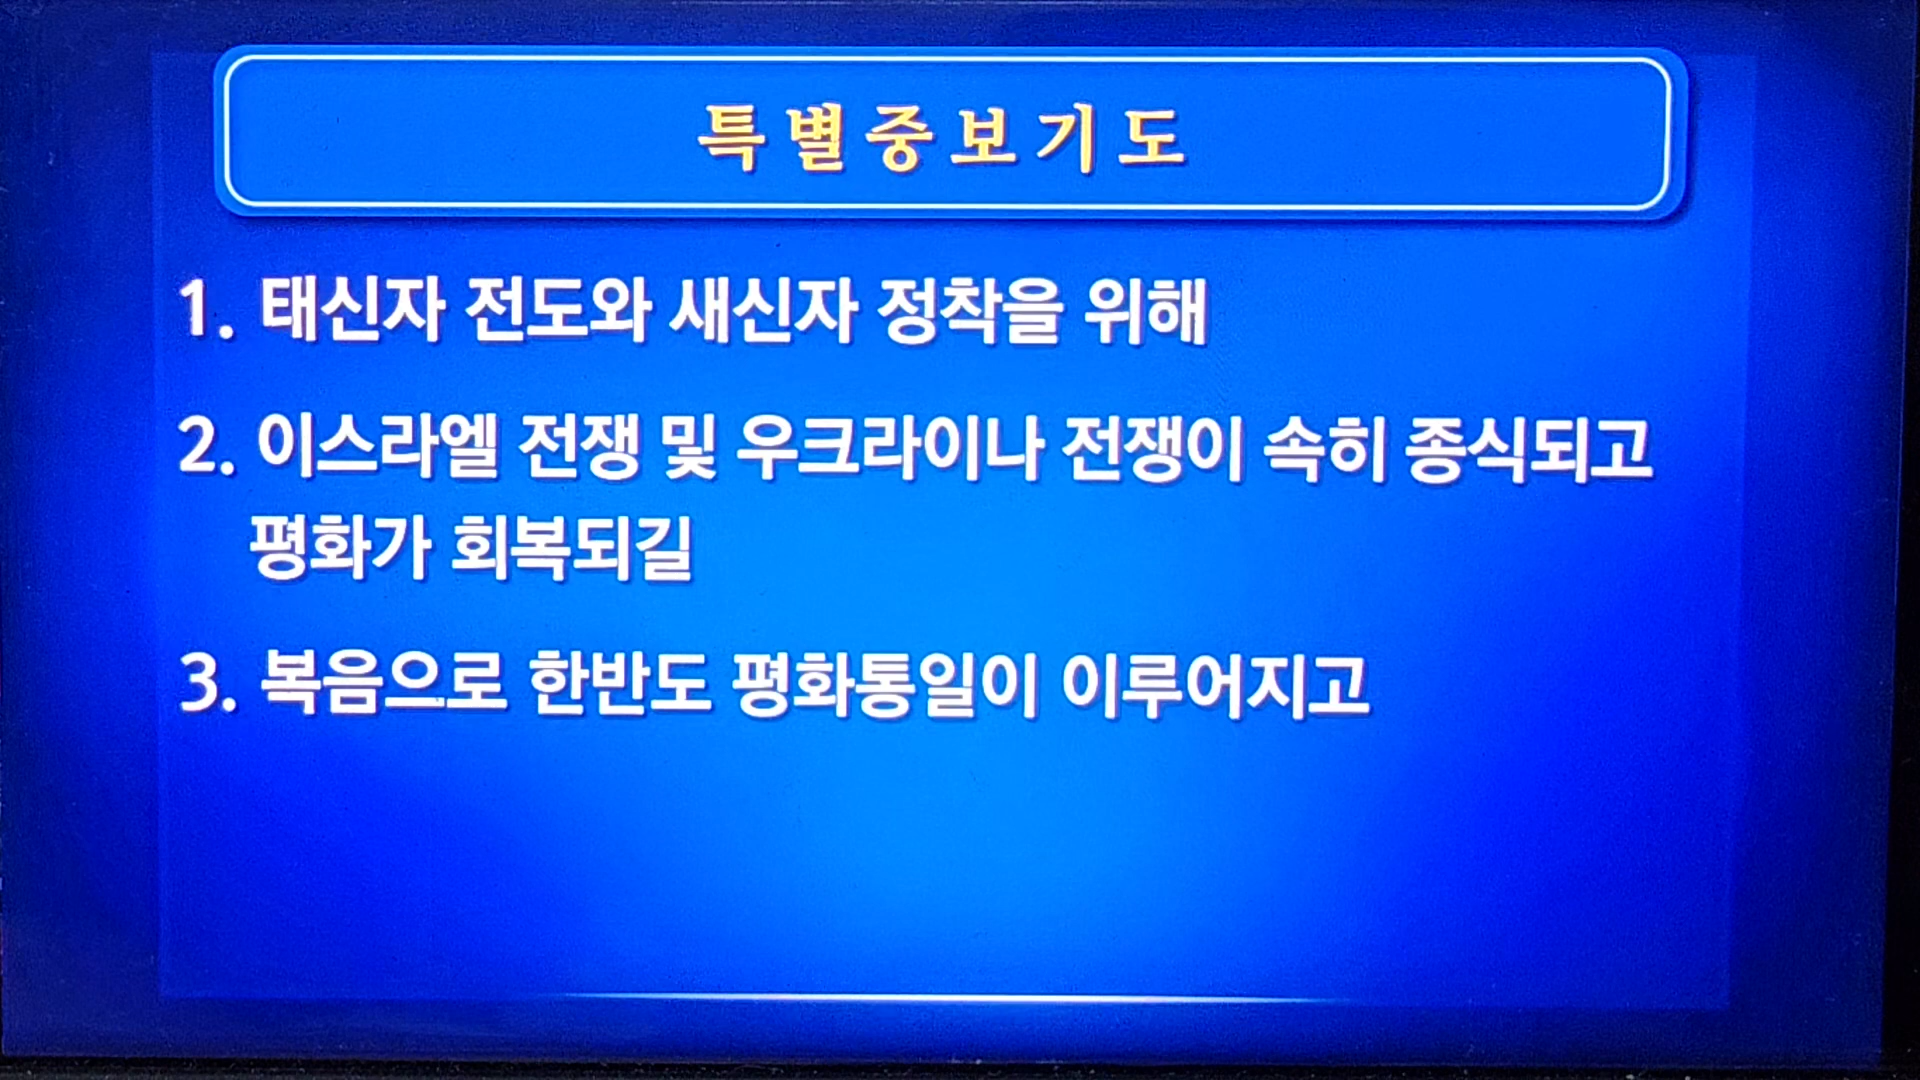 특별중보기도
1. 태신자 전도와 새신자 정착을 위해
2. 이스라엘 전쟁 및 우크라이나 전쟁이 속히 종식되고
평화가 회복되길
3. 복음으로 한반도 평화통일이 이루어지고